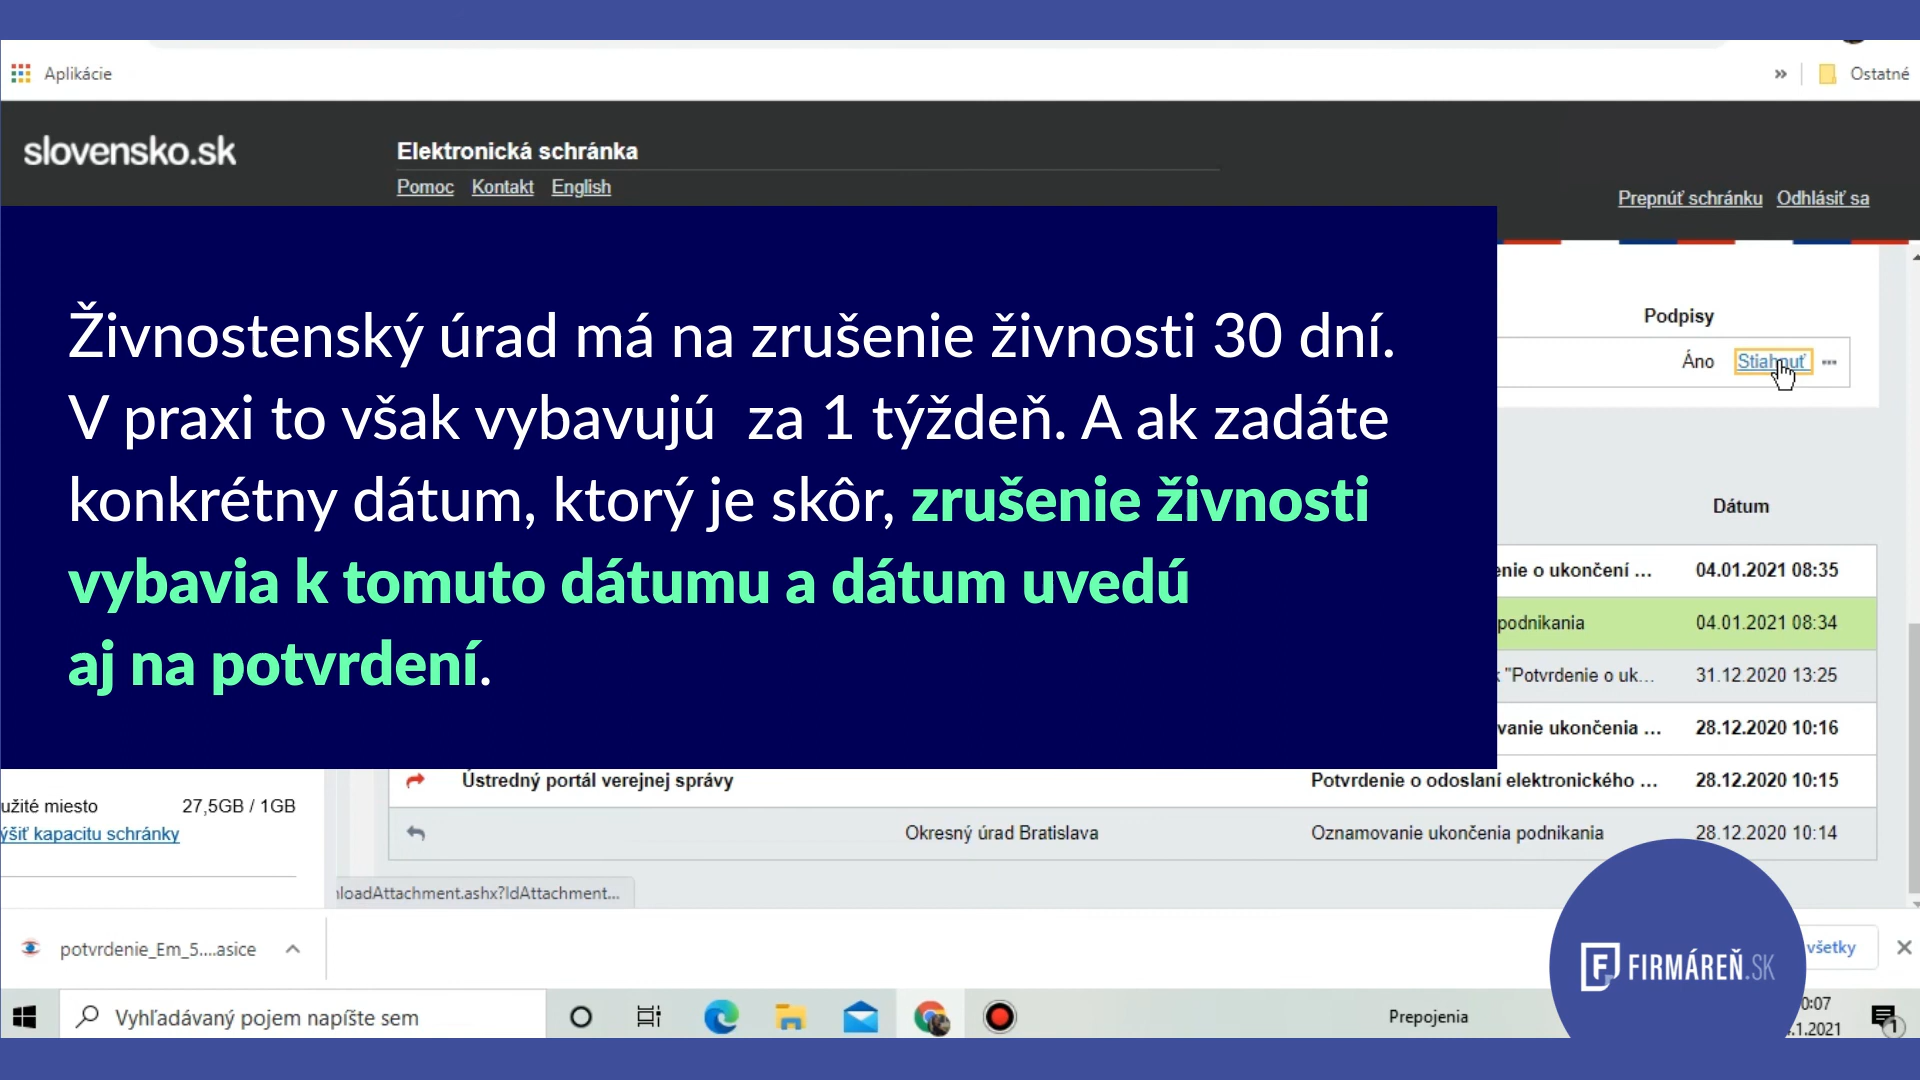 Aplikácie
»
Ostatné
slovensko.sk
Elektronická schránka
Pomoc Kontakt English
Prepnúť schránku Odhlásiť sa
Živnostenský úrad má na zrušenie živnosti 30 dní.
V praxi to však vybavujú za 1 týždeň. A ak zadáte
konkrétny dátum, ktorý je skôr, zrušenie živnosti
vybavia k tomuto dátumu a dátum uvedú
aj na potvrdení.
Podpisy
Áno Stiahnuť
Dátum
enie o ukončení ... 04.01.2021 08:35
podnikania 04.01.2021 08:34
"Potvrdenie o uk... 31.12.2020 13:25
vanie ukončenia ... 28.12.2020 10:16
Ústredný portál verejnej správy Potvrdenie o odoslaní elektronického ... 28.12.2020 10:15
Okresný úrad Bratislava Oznamovanie ukončenia podnikania 28.12.2020 10:14
užité miesto 27,5GB / 1GB
ýšiť kapacitu schránky
nloadAttachment.ashx?IdAttachment...
potvrdenie_Em_5....asice
všetky
FIRMÁREŇ.SK
Vyhľadávaný pojem napíšte sem
Prepojenia
0:07
.1.2021
1